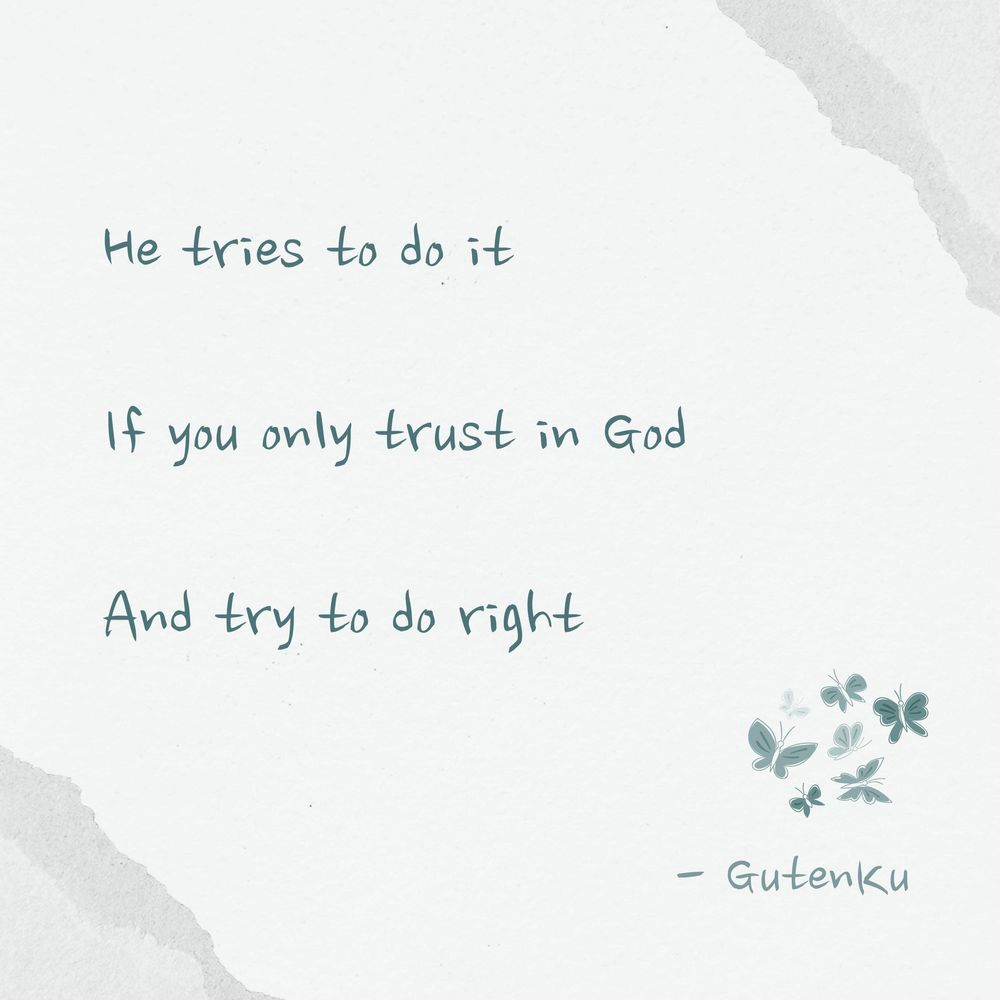 He tries to do it
If you only trust in God
And try to do right
- GutenKu